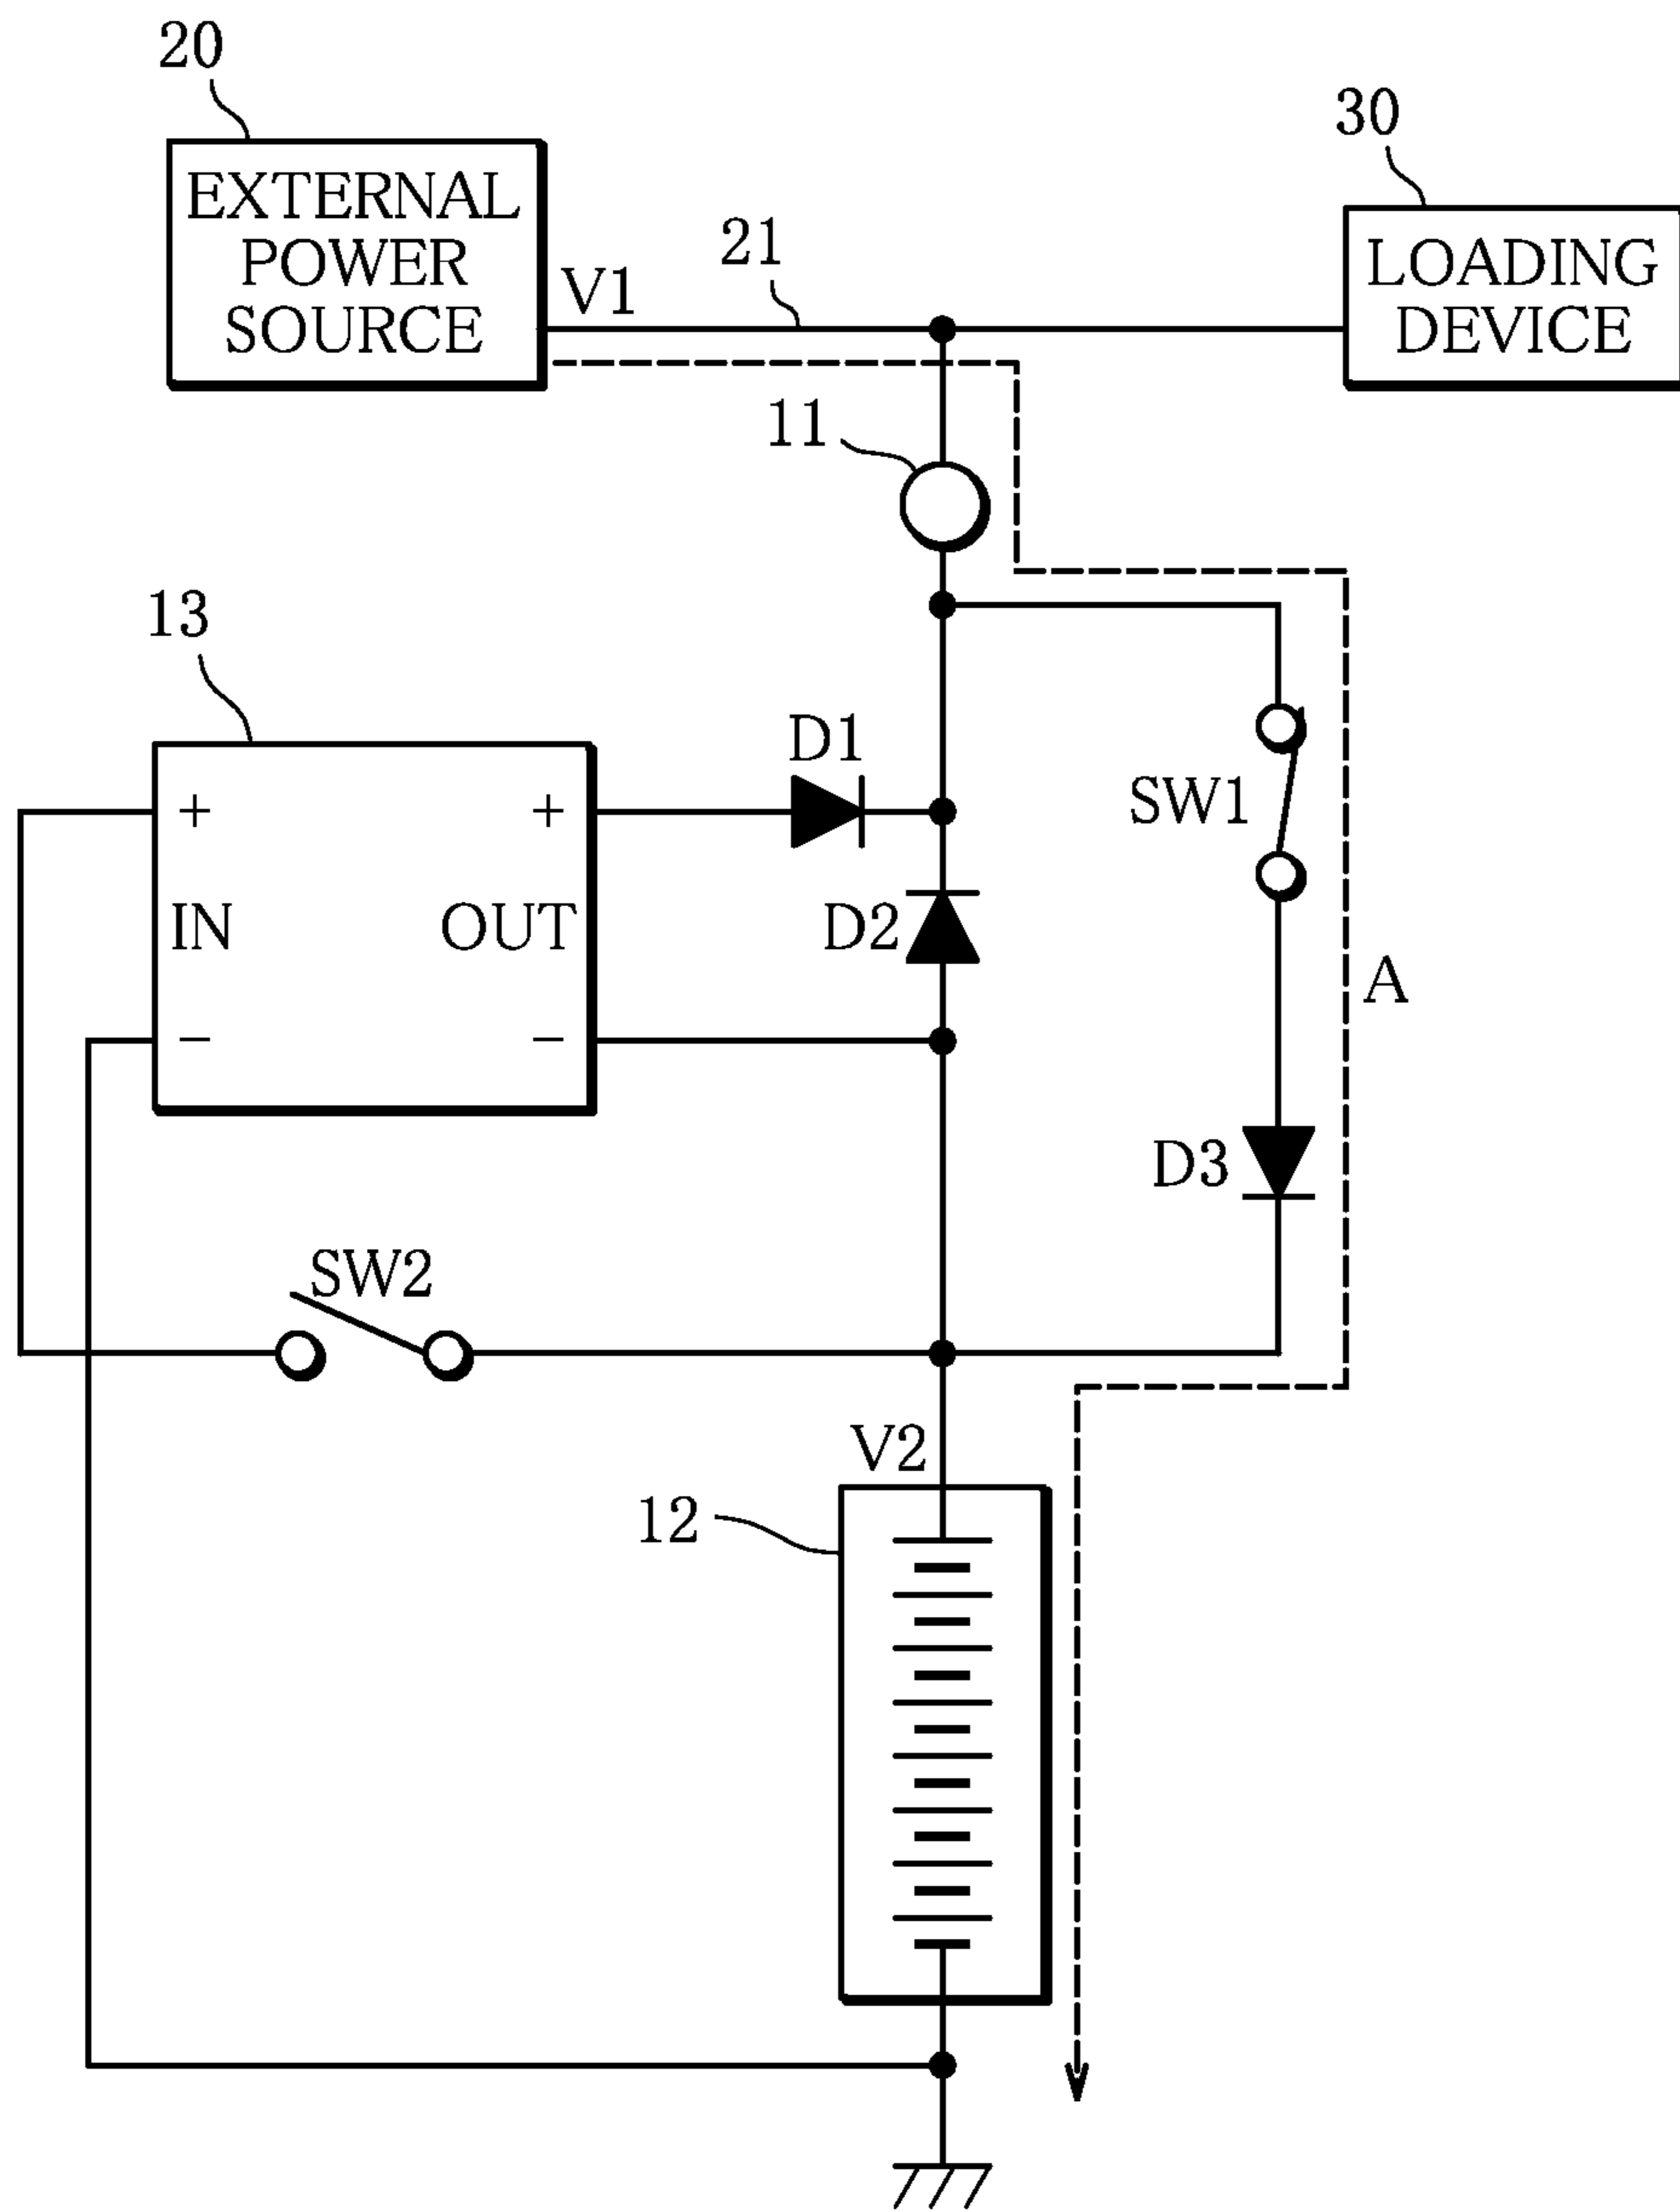 20
30
EXTERNAL
POWER
SOURCE
V1
21
LOADING
DEVICE
11
13
D1
SW1
+
+
IN
OUT
D2
A
−
−
D3
SW2
V2
12